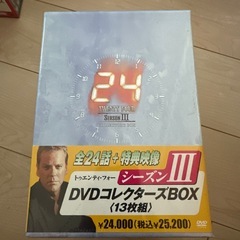 24
TWENTY FOUR
SEASON III
全24話+特典映像
トゥエンティ・フォー
シーズンIII
DVDコレクターズBOX
〈13枚組〉
¥24,000(税込¥25,200)
DVD